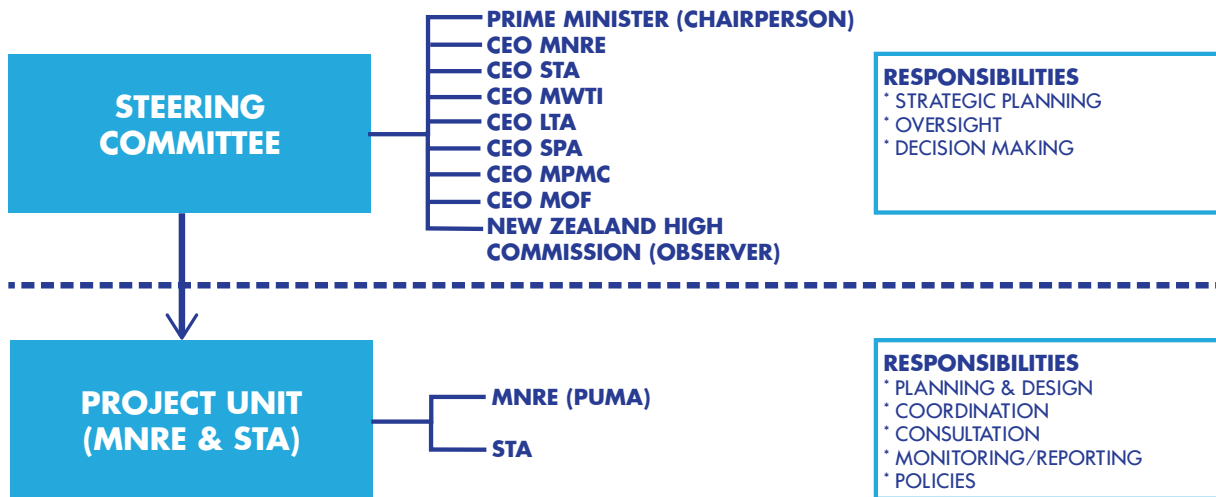 STEERING
COMMITTEE
PRIME MINISTER (CHAIRPERSON)
CEO MNRE
CEO STA
CEO MWTI
CEO LTA
CEO SPA
CEO MPMC
CEO MOF
NEW ZEALAND HIGH
COMMISSION (OBSERVER)
RESPONSIBILITIES
* STRATEGIC PLANNING
* OVERSIGHT
* DECISION MAKING
PROJECT UNIT
(MNRE & STA)
MNRE (PUMA)
STA
RESPONSIBILITIES
* PLANNING & DESIGN
* COORDINATION
* CONSULTATION
* MONITORING/REPORTING
* POLICIES